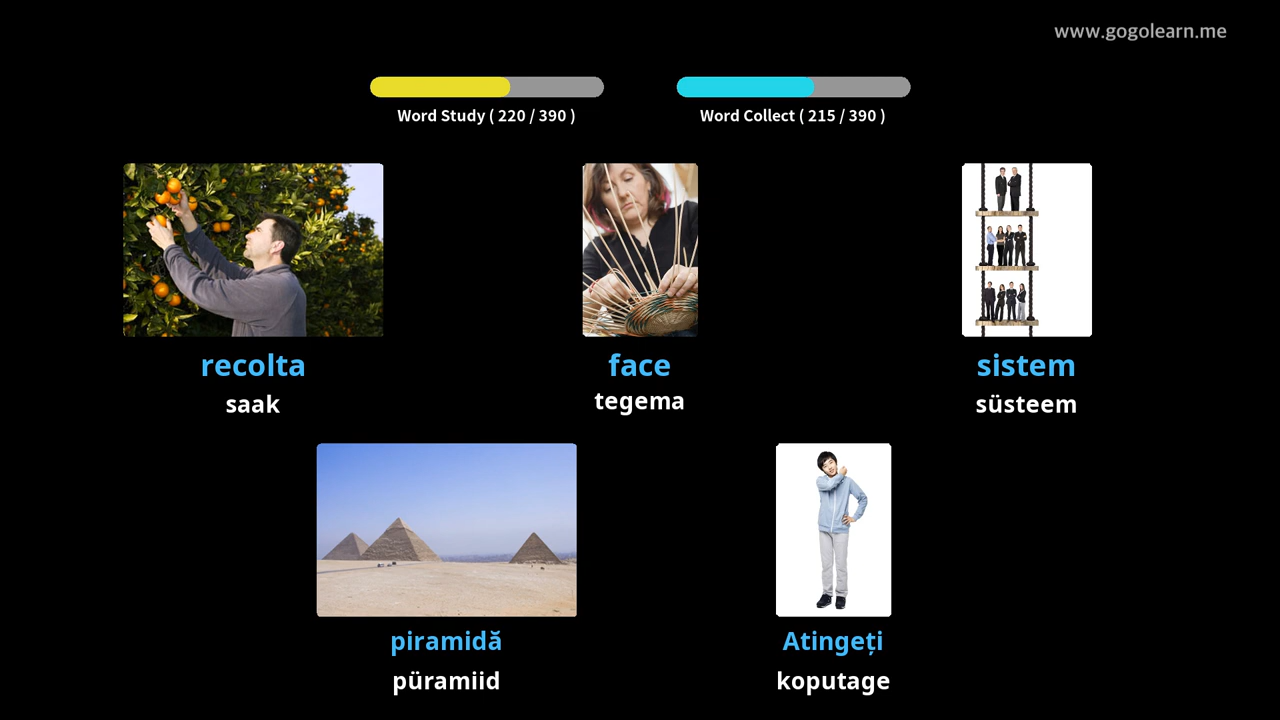 www.gogolearn.me
Word Study ( 220 / 390 )
Word Collect ( 215 / 390 )
recolta
saak
face
tegema
sistem
süsteem
piramidă
püramiid
Atingeți
koputage